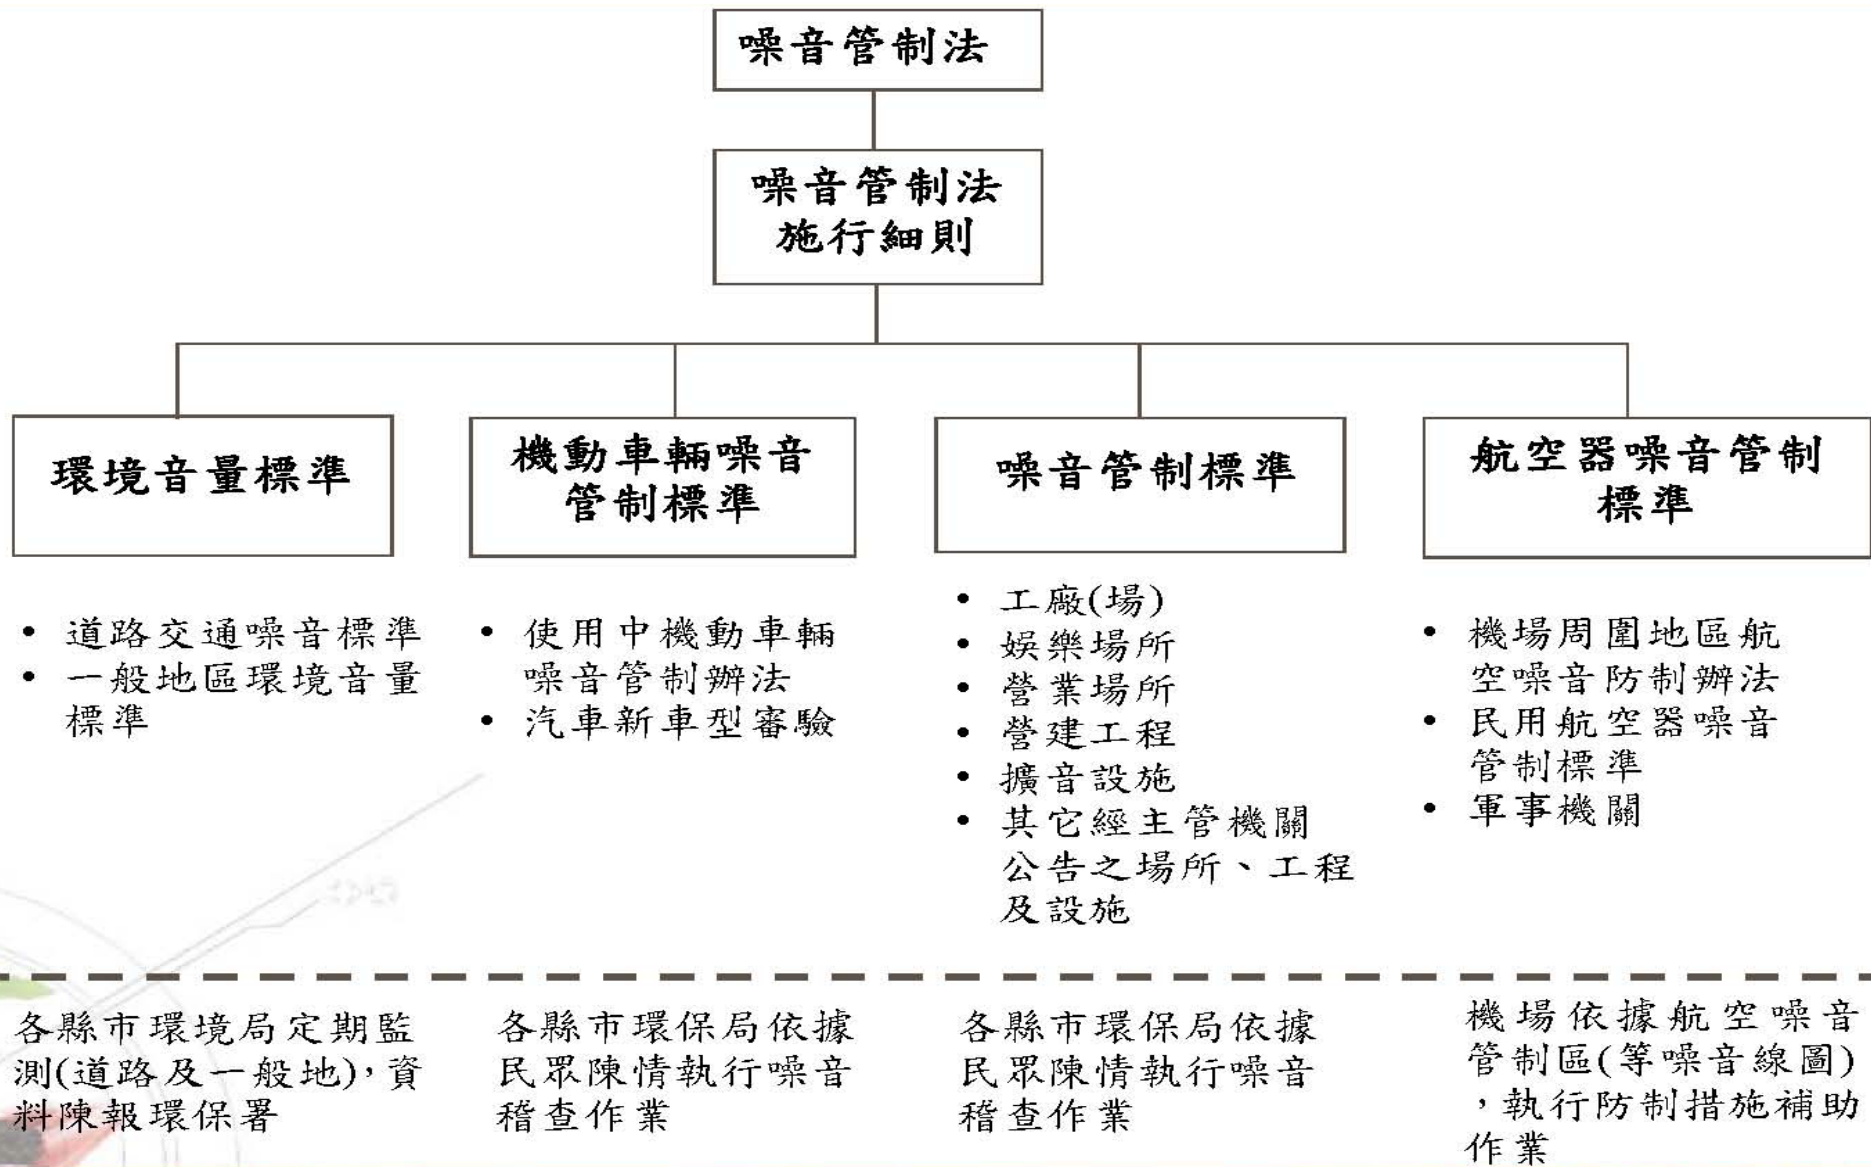 噪音管制法
噪音管制法
施行細則
環境音量標準
• 道路交通噪音標準
• 一般地區環境音量
標準
機動車輛噪音
管制標準
• 使用中機動車輛
噪音管制辦法
• 汽車新車型審驗
噪音管制標準
• 工廠(場)
• 娛樂場所
• 營業場所
• 營建工程
• 擴音設施
• 其它經主管機關
公告之場所、工程
及設施
航空器噪音管制
標準
• 機場周圍地區航
空噪音防制辦法
• 民用航空器噪音
管制標準
• 軍事機關
各縣市環境局定期監
測(道路及一般地),資
料陳報環保署
各縣市環保局依據
民眾陳情執行噪音
稽查作業
各縣市環保局依據
民眾陳情執行噪音
稽查作業
機場依據航空噪音
管制區(等噪音線圖)
,執行防制措施補助
作業